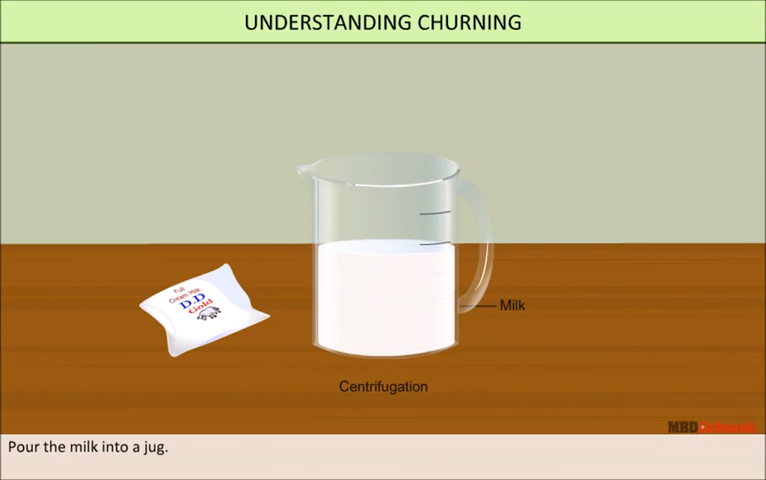 UNDERSTANDING CHURNING
Full
Cream Milk
D.D
Gold
Milk
Centrifugation
MBD
Pour the milk into a jug.